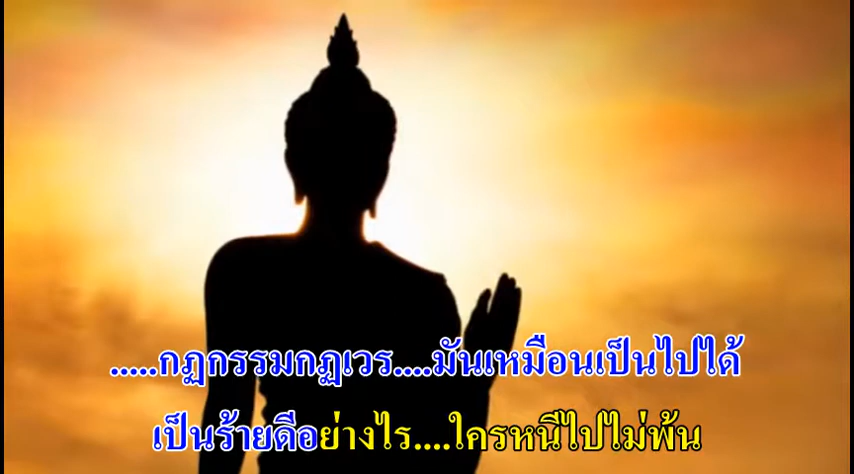 .....กฏกรรมกฏเวร....มันเหมือนเป็นไปได้
เป็นร้ายดีอย่างไร....ใครหนีไปไม่พ้น